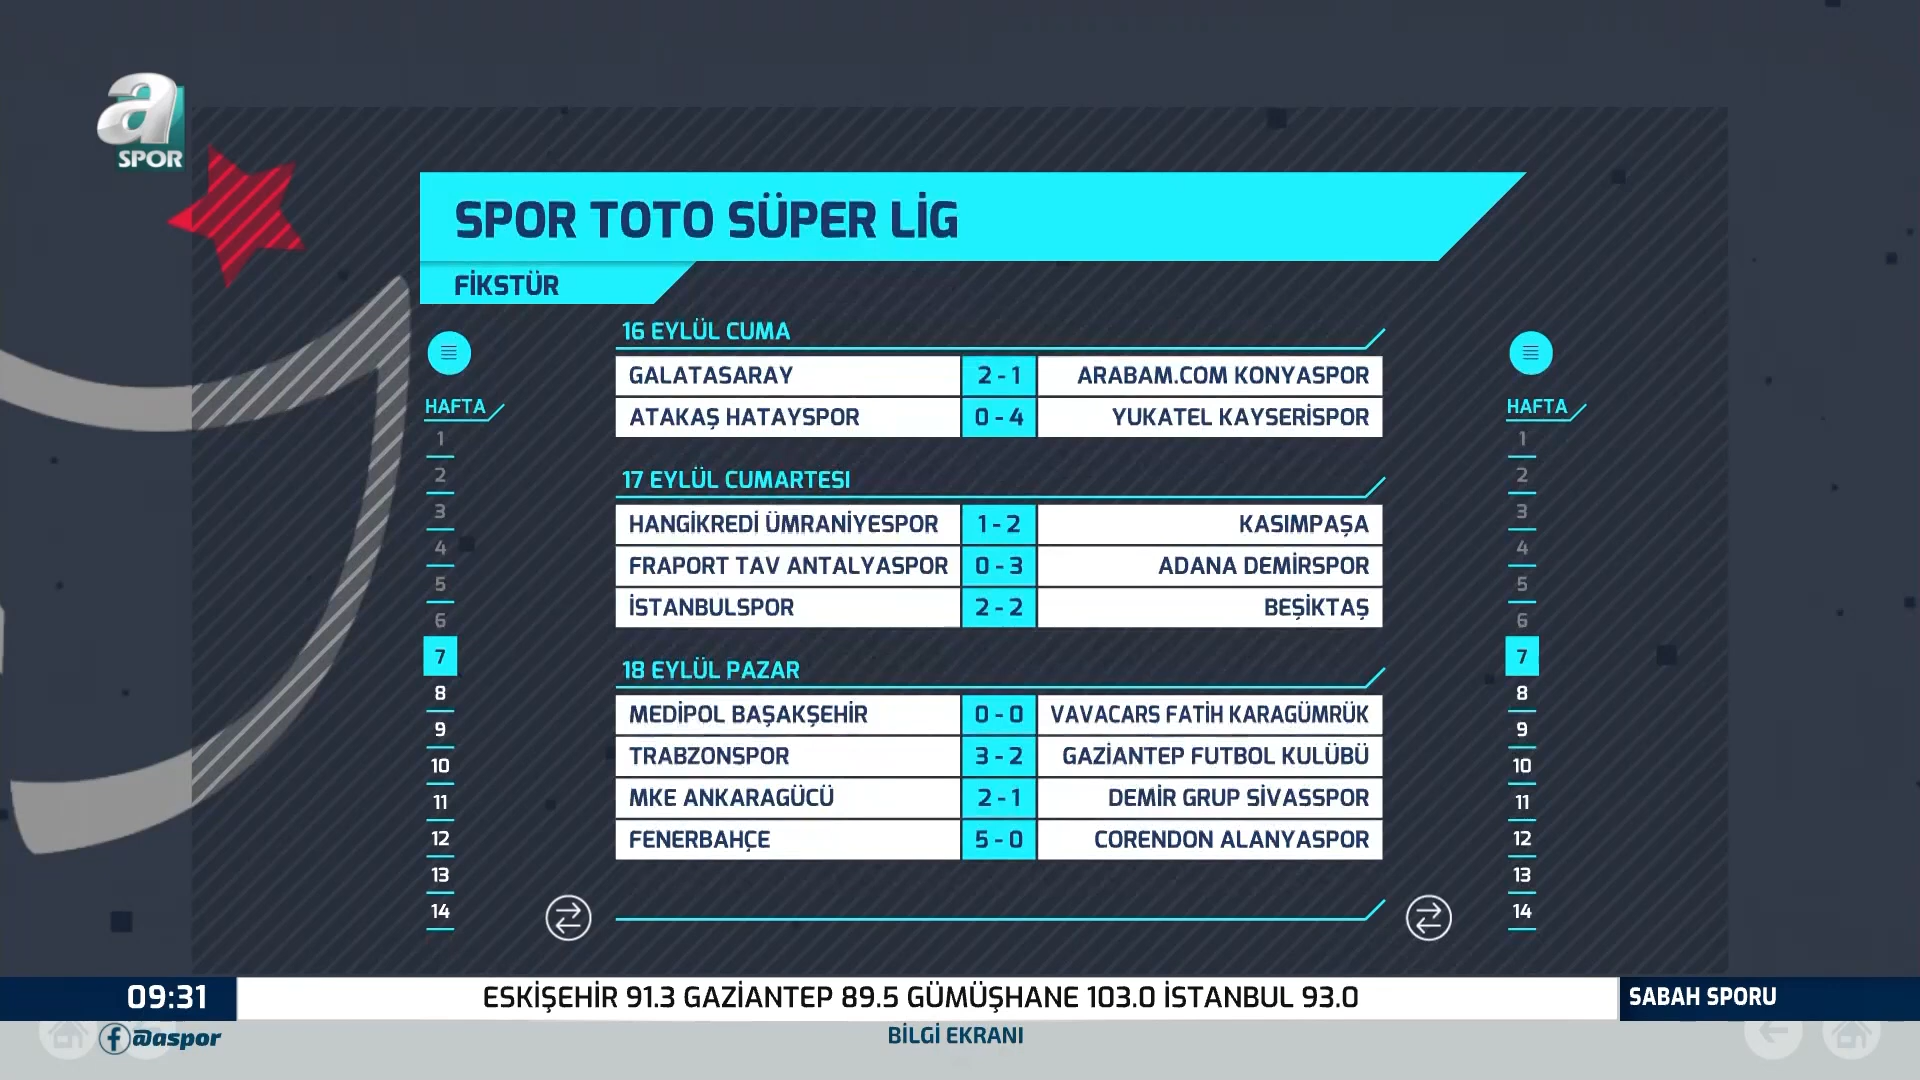 a
SPOR
SPOR TOTO SÜPER LİG
FİKSTÜR
16 EYLÜL CUMA
GALATASARAY 2 - 1 ARABAM.COM KONYASPOR
ATAKAŞ HATAYSPOR 0 - 4 YUKATEL KAYSERİSPOR
17 EYLÜL CUMARTESI
HANGİKREDİ ÜMRANİYESPOR 1 - 2 KASIMPAŞA
FRAPORT TAV ANTALYASPOR 0 - 3 ADANA DEMİRSPOR
İSTANBULSPOR 2 - 2 BEŞİKTAŞ
18 EYLÜL PAZAR
MEDİPOL BAŞAKŞEHİR 0 - 0 VAVACARS FATİH KARAGÜMRÜK
TRABZONSPOR 3 - 2 GAZİANTEP FUTBOL KULÜBÜ
MKE ANKARAGÜCÜ 2 - 1 DEMİR GRUP SİVASSPOR
FENERBAHÇE 5 - 0 CORENDON ALANYASPOR
HAFTA
1
2
3
4
5
6
7
8
9
10
11
12
13
14
HAFTA
1
2
3
4
5
6
7
8
9
10
11
12
13
14
09:31
ESKİŞEHİR 91.3 GAZİANTEP 89.5 GÜMÜŞHANE 103.0 İSTANBUL 93.0
SABAH SPORU
f @aspor
BİLGİ EKRANI